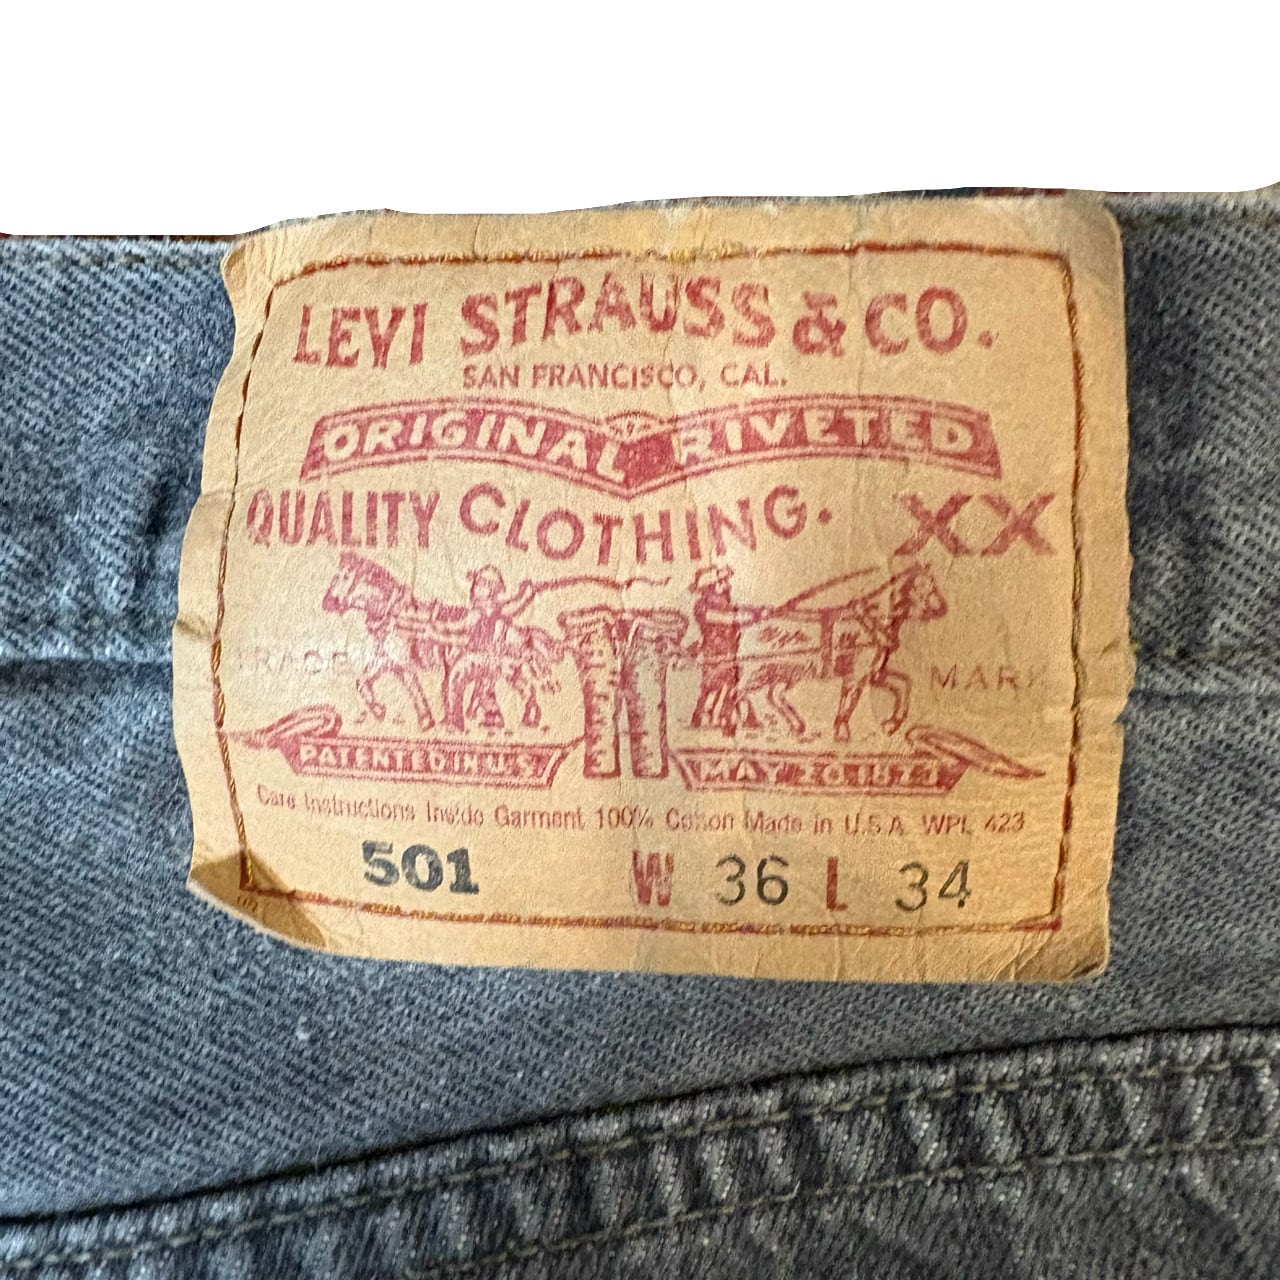 LEVI STRAUSS & CO.
SAN FRANCISCO, CAL.
ORIGINAL RIVETED
QUALITY CLOTHING. XX
TRADE MARK
PATENTED IN U.S. MAY 20 1873
Care Instructions Inside Garment 100% Cotton Made in U.S.A. WPL 423
501 W 36 L 34